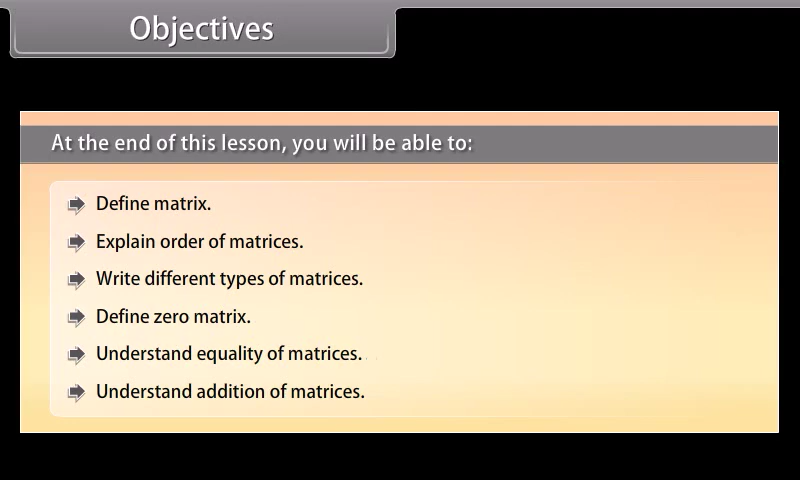 Objectives
At the end of this lesson, you will be able to:
Define matrix.
Explain order of matrices.
Write different types of matrices.
Define zero matrix.
Understand equality of matrices.
Understand addition of matrices.